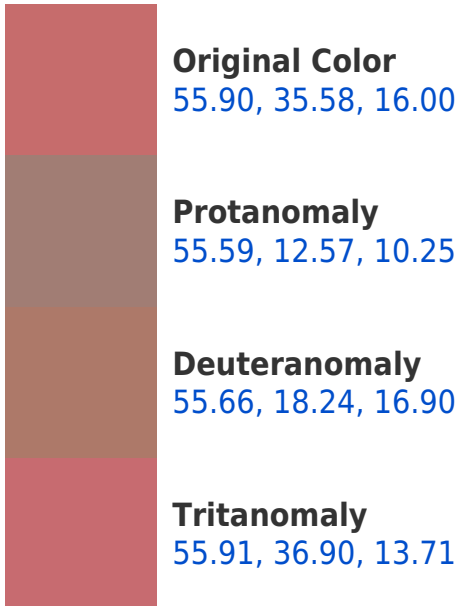 Original Color
55.90, 35.58, 16.00
Protanomaly
55.59, 12.57, 10.25
Deuteranomaly
55.66, 18.24, 16.90
Tritanomaly
55.91, 36.90, 13.71